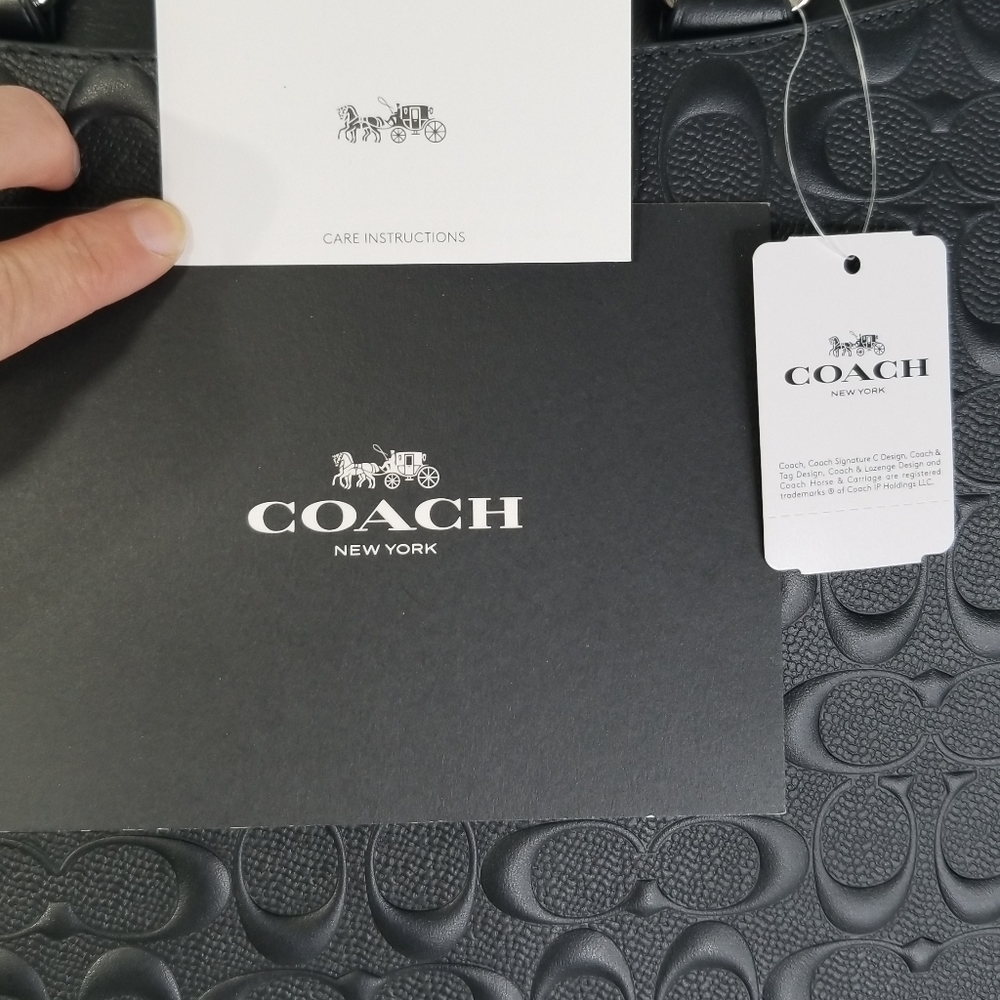 CARE INSTRUCTIONS
COACH
NEW YORK
COACH
NEW YORK
Coach, Coach Signature C Design, Coach &
Tag Design, Coach & Lozenge Design and
Coach Horse & Carriage are registered
trademarks ® of Coach IP Holdings LLC.